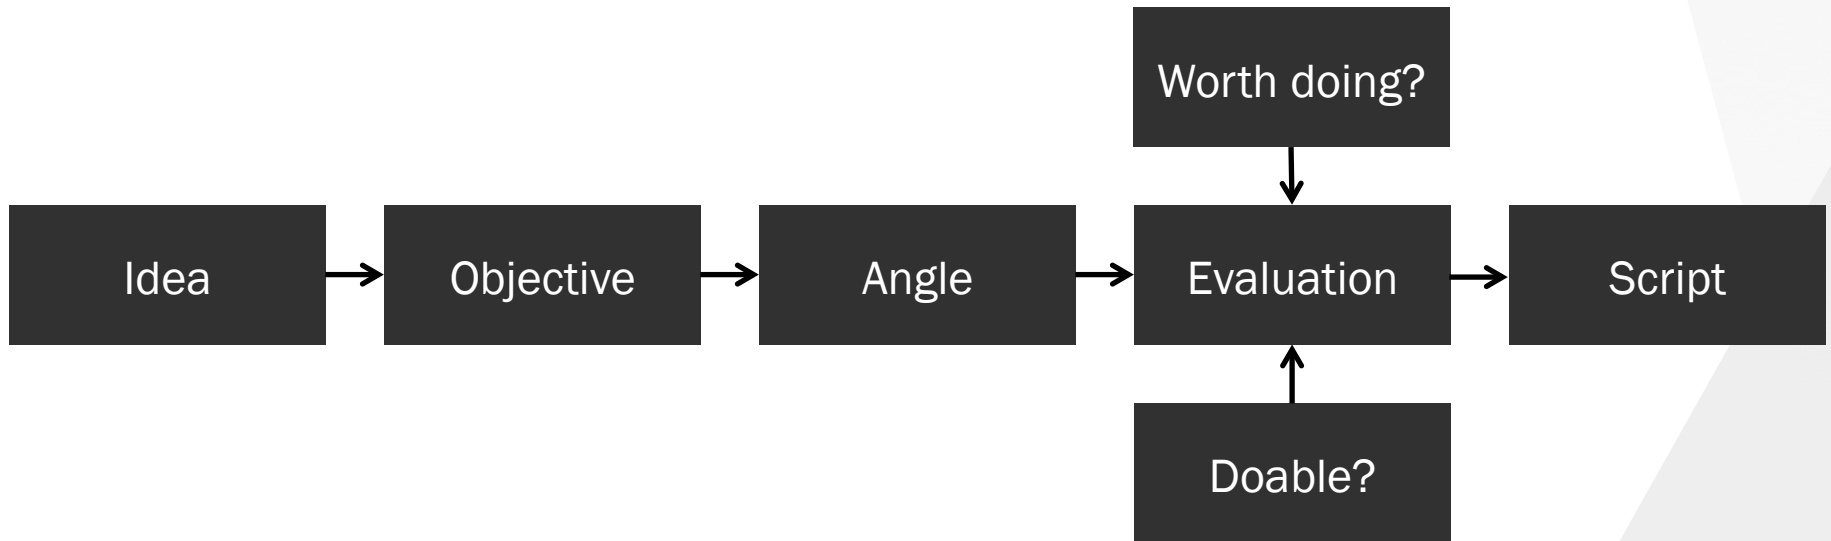 Worth doing?
Idea
Objective
Angle
Evaluation
Script
Doable?